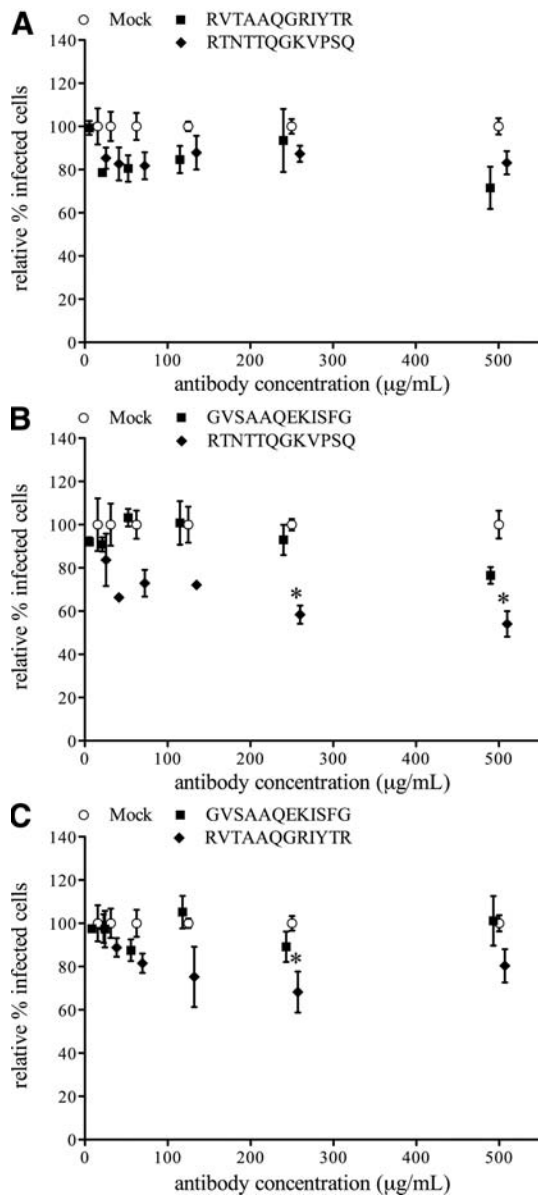 A
Mock RVTAAQGRIYTR
RTNTTQGKVPSQ
140
120
100
80
60
40
20
0
relative % infected cells
0 100 200 300 400 500
antibody concentration (µg/mL)
B
Mock GVSAAQEKISFG
RTNTTQGKVPSQ
140
120
100
80
60
40
20
0
relative % infected cells
* *
0 100 200 300 400 500
antibody concentration (µg/mL)
C
Mock GVSAAQEKISFG
RVTAAQGRIYTR
140
120
100
80
60
40
20
0
relative % infected cells
*
0 100 200 300 400 500
antibody concentration (µg/mL)